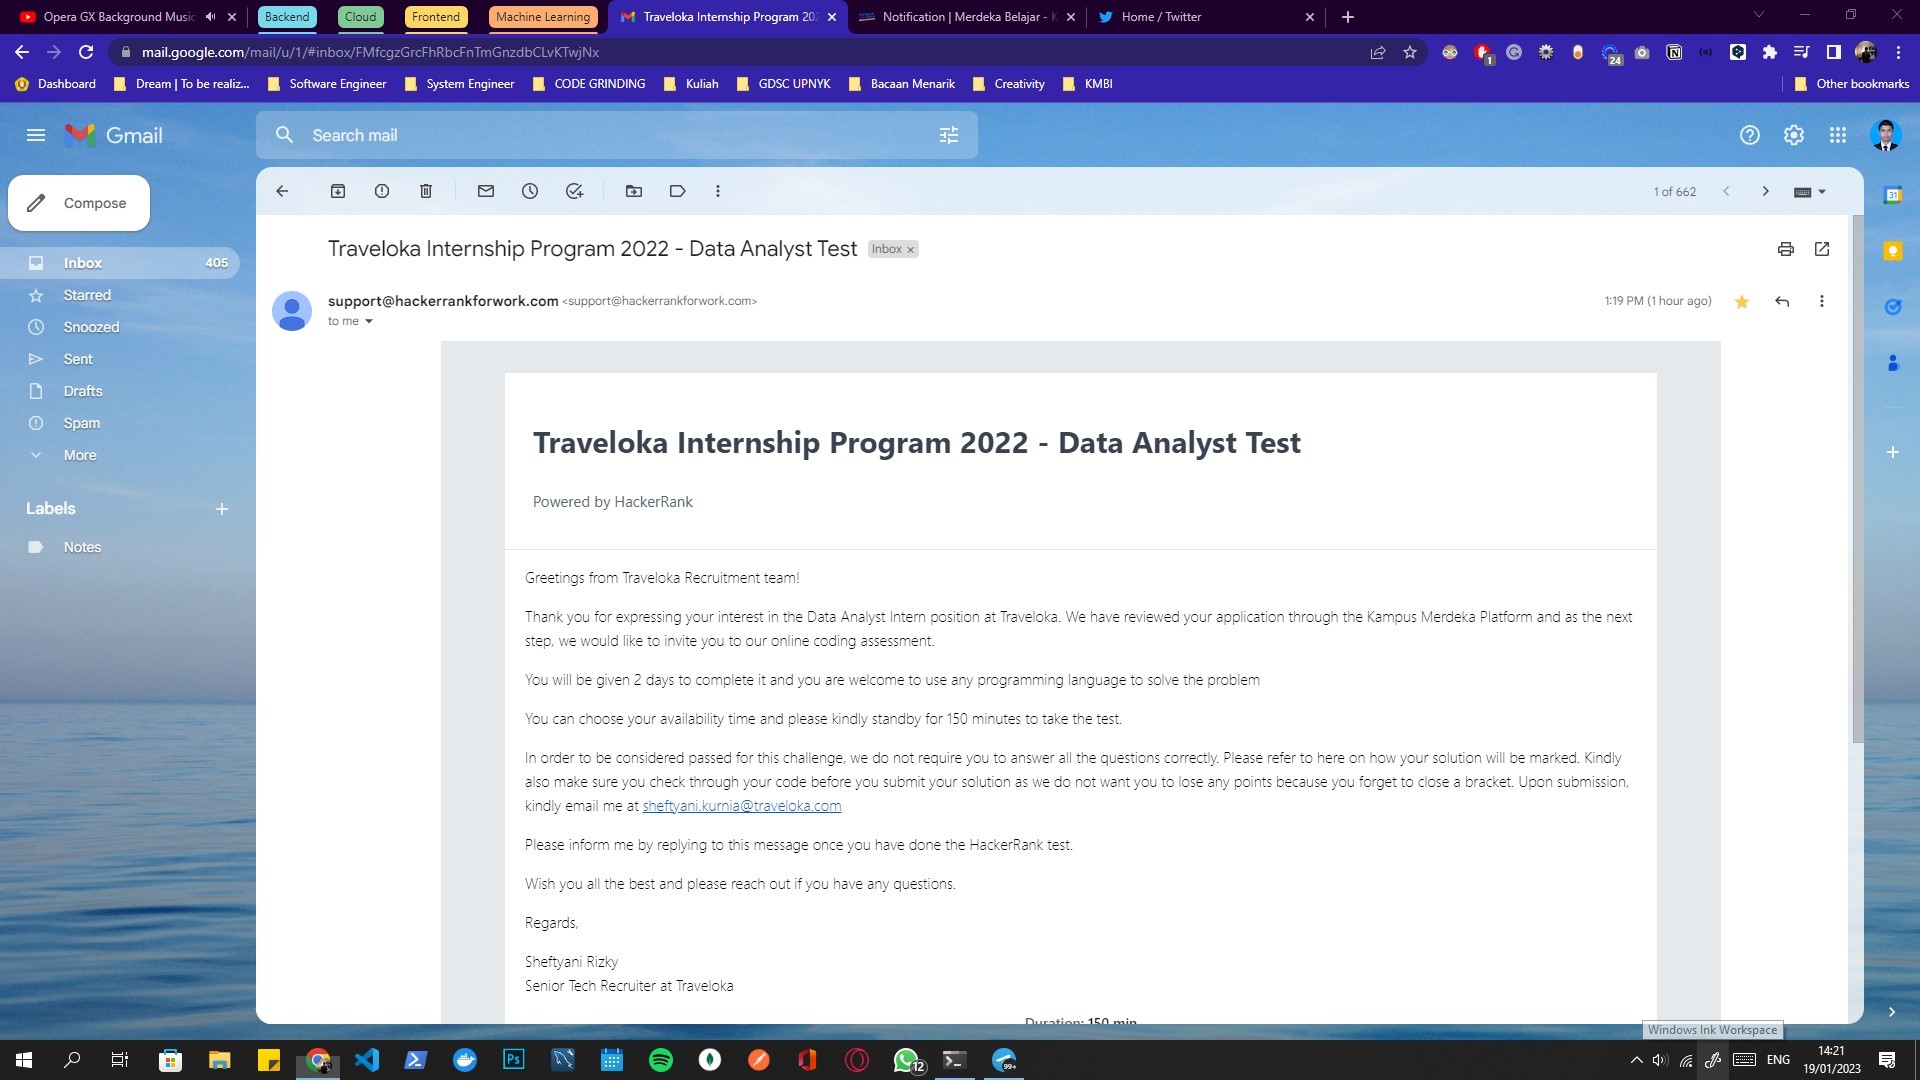 Opera GX Background Music
Backend
Cloud
Frontend
Machine Learning
Traveloka Internship Program 202
Notification | Merdeka Belajar - K
Home / Twitter
mail.google.com/mail/u/1/#inbox/FMfcgzGrcFhRbcFnTmGnzdbCLvKTwjNx
1
24
Dashboard
Dream | To be realiz...
Software Engineer
System Engineer
CODE GRINDING
Kuliah
GDSC UPNYK
Bacaan Menarik
Creativity
KMBI
Other bookmarks
Gmail
Search mail
Compose
1 of 662
31
Inbox 405
Starred
Snoozed
Sent
Drafts
Spam
More
Labels
Notes
Traveloka Internship Program 2022 - Data Analyst Test Inbox ×
support@hackerrankforwork.com <support@hackerrankforwork.com>
1:19 PM (1 hour ago)
to me
Traveloka Internship Program 2022 - Data Analyst Test
Powered by HackerRank
Greetings from Traveloka Recruitment team!
Thank you for expressing your interest in the Data Analyst Intern position at Traveloka. We have reviewed your application through the Kampus Merdeka Platform and as the next
step, we would like to invite you to our online coding assessment.
You will be given 2 days to complete it and you are welcome to use any programming language to solve the problem
You can choose your availability time and please kindly standby for 150 minutes to take the test.
In order to be considered passed for this challenge, we do not require you to answer all the questions correctly. Please refer to here on how your solution will be marked. Kindly
also make sure you check through your code before you submit your solution as we do not want you to lose any points because you forget to close a bracket. Upon submission,
kindly email me at sheftyani.kurnia@traveloka.com
Please inform me by replying to this message once you have done the HackerRank test.
Wish you all the best and please reach out if you have any questions.
Regards,
Sheftyani Rizky
Senior Tech Recruiter at Traveloka
Duration: 150 min
Windows Ink Workspace
Ps
12
99+
ENG
14:21
19/01/2023